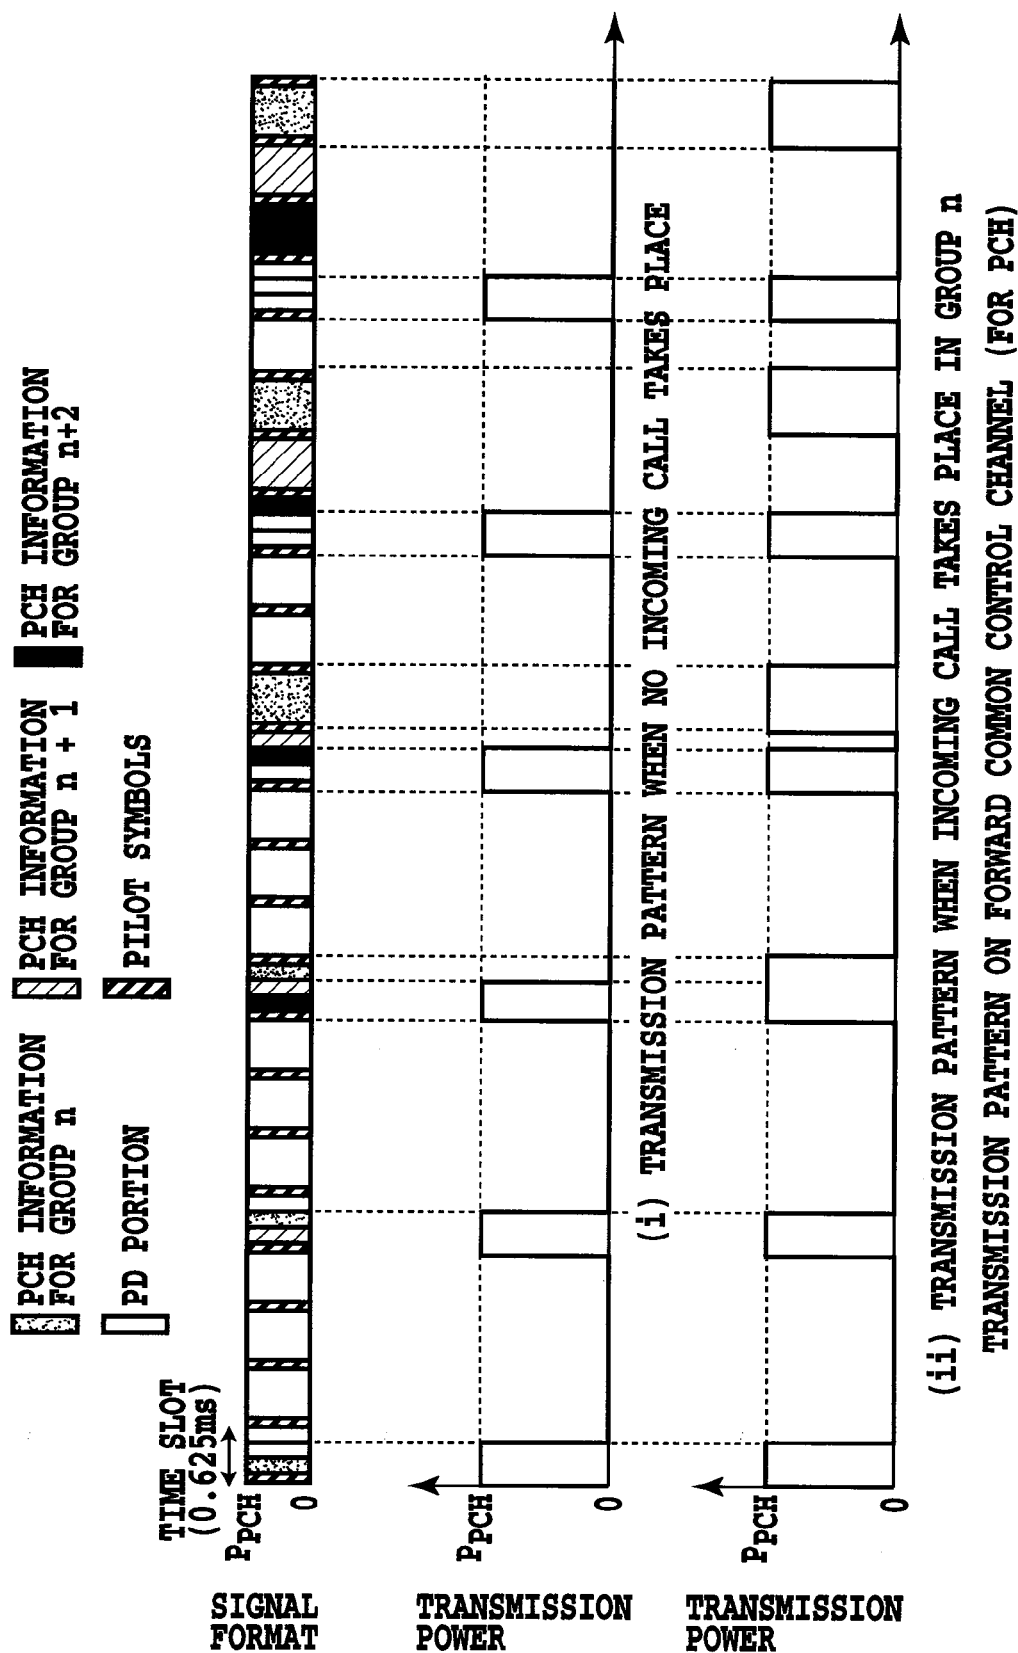 PCH INFORMATION
FOR GROUP n
PCH INFORMATION
FOR GROUP n + 1
PCH INFORMATION
FOR GROUP n+2
PD PORTION
PILOT SYMBOLS
TIME SLOT
(0.625ms)
SIGNAL
FORMAT
PPCH
0
TRANSMISSION
POWER
PPCH
0
(i) TRANSMISSION PATTERN WHEN NO INCOMING CALL TAKES PLACE
TRANSMISSION
POWER
PPCH
0
(ii) TRANSMISSION PATTERN WHEN INCOMING CALL TAKES PLACE IN GROUP n
TRANSMISSION PATTERN ON FORWARD COMMON CONTROL CHANNEL (FOR PCH)